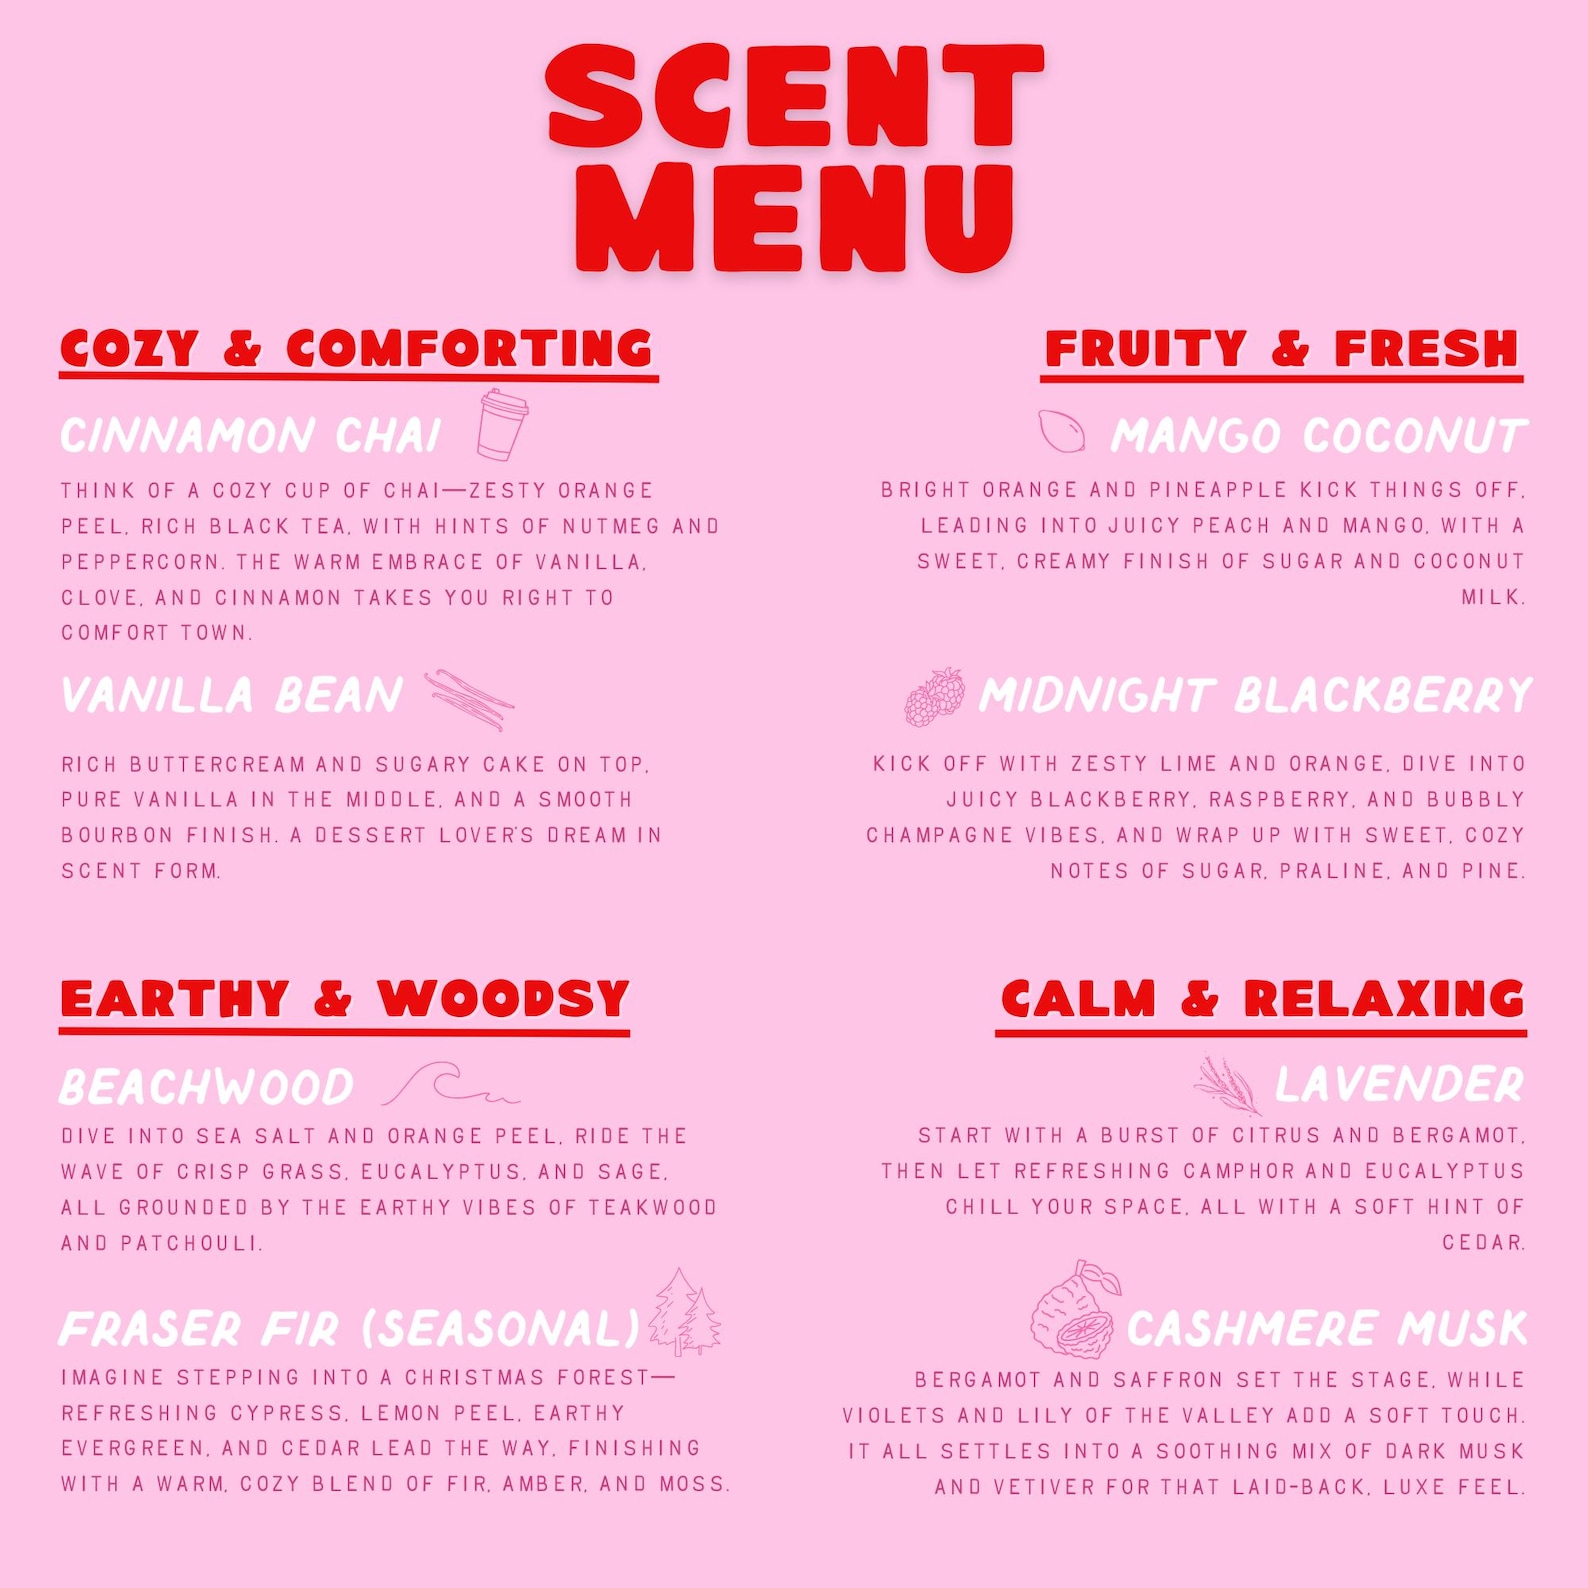 SCENT
MENU
COZY & COMFORTING
CINNAMON CHAI
THINK OF A COZY CUP OF CHAI—ZESTY ORANGE
PEEL, RICH BLACK TEA, WITH HINTS OF NUTMEG AND
PEPPERCORN. THE WARM EMBRACE OF VANILLA,
CLOVE, AND CINNAMON TAKES YOU RIGHT TO
COMFORT TOWN.
VANILLA BEAN
RICH BUTTERCREAM AND SUGARY CAKE ON TOP,
PURE VANILLA IN THE MIDDLE, AND A SMOOTH
BOURBON FINISH. A DESSERT LOVER'S DREAM IN
SCENT FORM.
FRUITY & FRESH
MANGO COCONUT
BRIGHT ORANGE AND PINEAPPLE KICK THINGS OFF,
LEADING INTO JUICY PEACH AND MANGO, WITH A
SWEET, CREAMY FINISH OF SUGAR AND COCONUT
MILK.
MIDNIGHT BLACKBERRY
KICK OFF WITH ZESTY LIME AND ORANGE, DIVE INTO
JUICY BLACKBERRY, RASPBERRY, AND BUBBLY
CHAMPAGNE VIBES, AND WRAP UP WITH SWEET, COZY
NOTES OF SUGAR, PRALINE, AND PINE.
EARTHY & WOODSY
BEACHWOOD
DIVE INTO SEA SALT AND ORANGE PEEL, RIDE THE
WAVE OF CRISP GRASS, EUCALYPTUS, AND SAGE,
ALL GROUNDED BY THE EARTHY VIBES OF TEAKWOOD
AND PATCHOULI.
FRASER FIR (SEASONAL)
IMAGINE STEPPING INTO A CHRISTMAS FOREST—
REFRESHING CYPRESS, LEMON PEEL, EARTHY
EVERGREEN, AND CEDAR LEAD THE WAY, FINISHING
WITH A WARM, COZY BLEND OF FIR, AMBER, AND MOSS.
CALM & RELAXING
LAVENDER
START WITH A BURST OF CITRUS AND BERGAMOT,
THEN LET REFRESHING CAMPHOR AND EUCALYPTUS
CHILL YOUR SPACE, ALL WITH A SOFT HINT OF
CEDAR.
CASHMERE MUSK
BERGAMOT AND SAFFRON SET THE STAGE, WHILE
VIOLETS AND LILY OF THE VALLEY ADD A SOFT TOUCH.
IT ALL SETTLES INTO A SOOTHING MIX OF DARK MUSK
AND VETIVER FOR THAT LAID-BACK, LUXE FEEL.